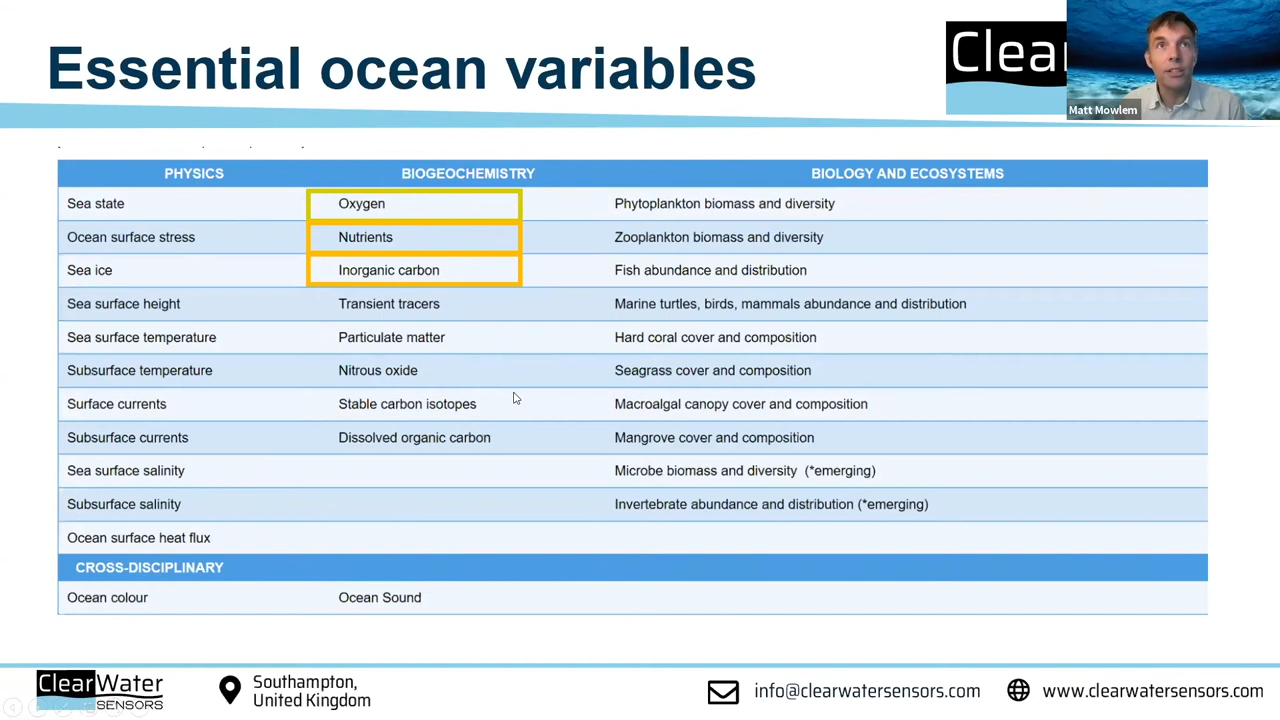 Essential ocean variables
Clea
Matt Mowlem
PHYSICS BIOGEOCHEMISTRY BIOLOGY AND ECOSYSTEMS
Sea state Oxygen Phytoplankton biomass and diversity
Ocean surface stress Nutrients Zooplankton biomass and diversity
Sea ice Inorganic carbon Fish abundance and distribution
Sea surface height Transient tracers Marine turtles, birds, mammals abundance and distribution
Sea surface temperature Particulate matter Hard coral cover and composition
Subsurface temperature Nitrous oxide Seagrass cover and composition
Surface currents Stable carbon isotopes Macroalgal canopy cover and composition
Subsurface currents Dissolved organic carbon Mangrove cover and composition
Sea surface salinity Microbe biomass and diversity (*emerging)
Subsurface salinity Invertebrate abundance and distribution (*emerging)
Ocean surface heat flux
CROSS-DISCIPLINARY
Ocean colour Ocean Sound
ClearWater
SENSORS
Southampton,
United Kingdom
info@clearwatersensors.com
www.clearwatersensors.com